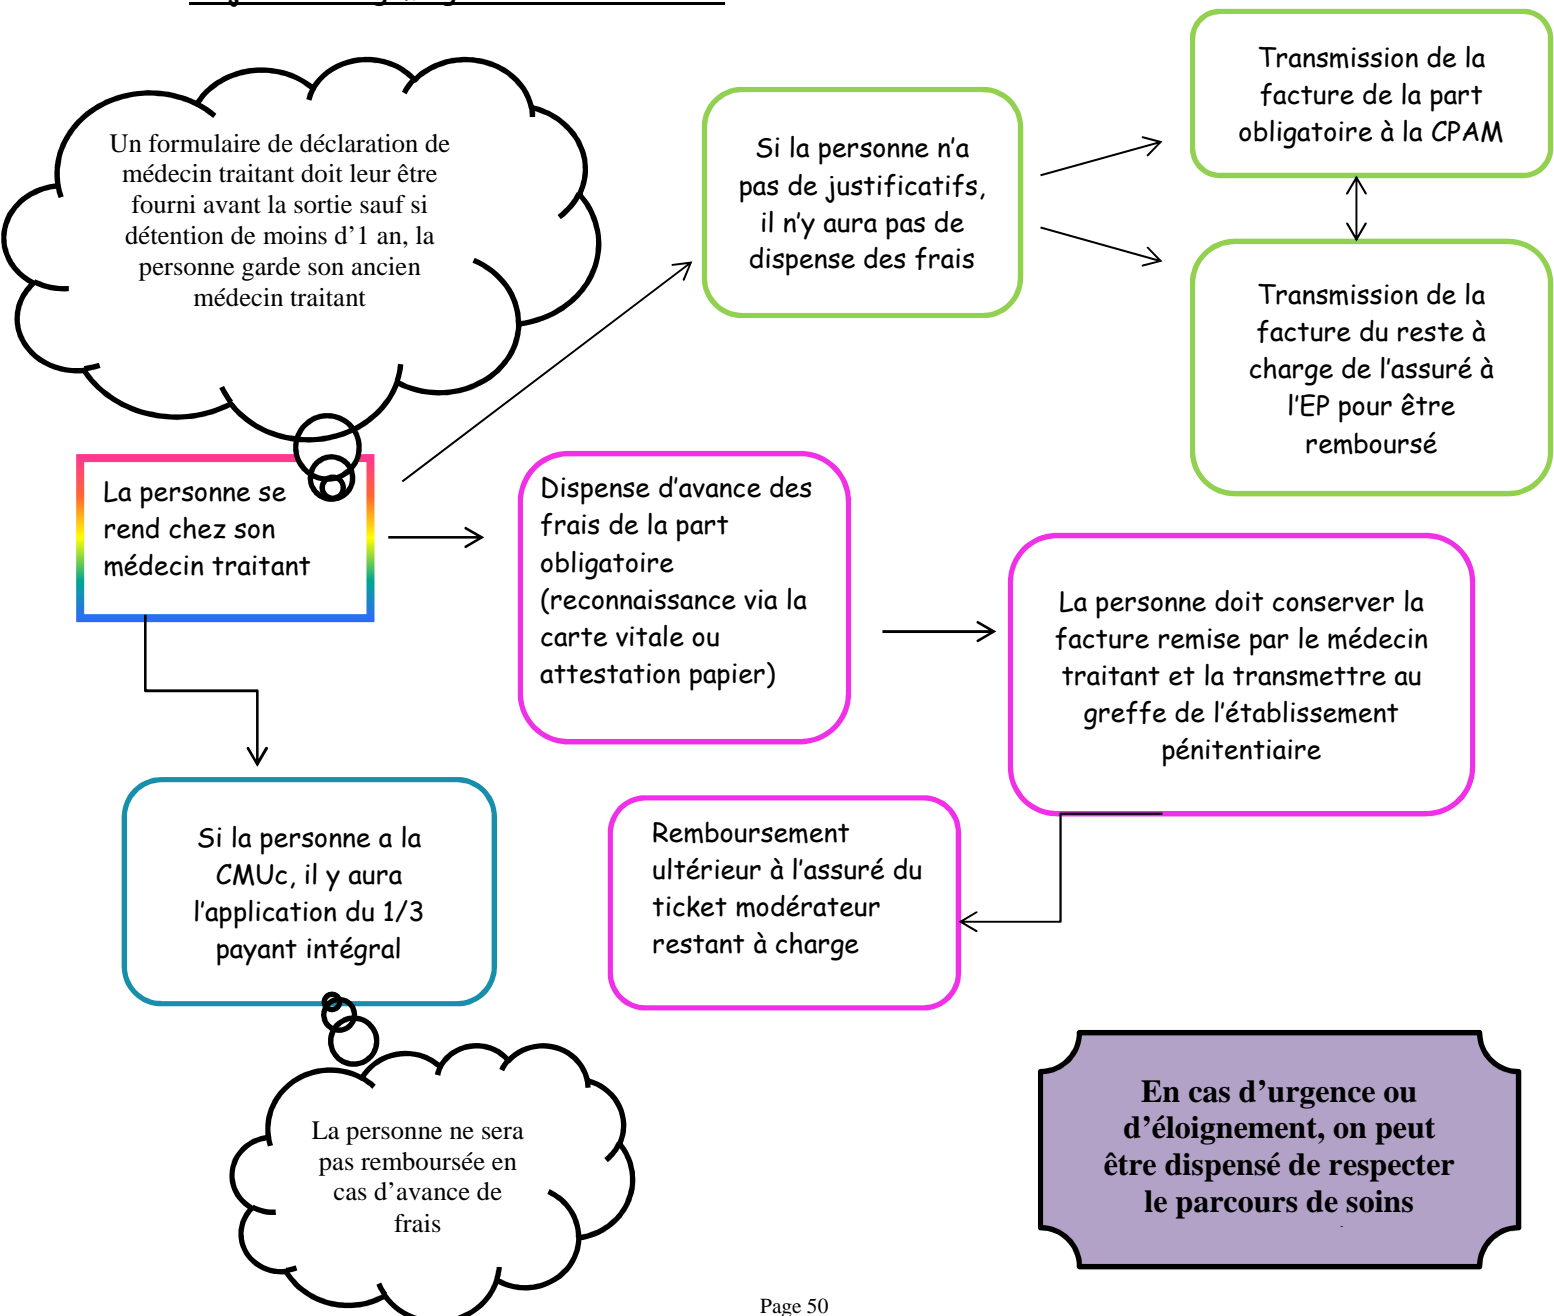 Un formulaire de déclaration de
médecin traitant doit leur être
fourni avant la sortie sauf si
détention de moins d’1 an, la
personne garde son ancien
médecin traitant
Si la personne n’a
pas de justificatifs,
il n’y aura pas de
dispense des frais
Transmission de la
facture de la part
obligatoire à la CPAM
Transmission de la
facture du reste à
charge de l’assuré à
l’EP pour être
remboursé
La personne se
rend chez son
médecin traitant
Dispense d’avance des
frais de la part
obligatoire
(reconnaissance via la
carte vitale ou
attestation papier)
La personne doit conserver la
facture remise par le médecin
traitant et la transmettre au
greffe de l’établissement
pénitentiaire
Si la personne a la
CMUc, il y aura
l’application du 1/3
payant intégral
Remboursement
ultérieur à l’assuré du
ticket modérateur
restant à charge
La personne ne sera
pas remboursée en
cas d’avance de
frais
En cas d’urgence ou
d’éloignement, on peut
être dispensé de respecter
le parcours de soins
Page 50